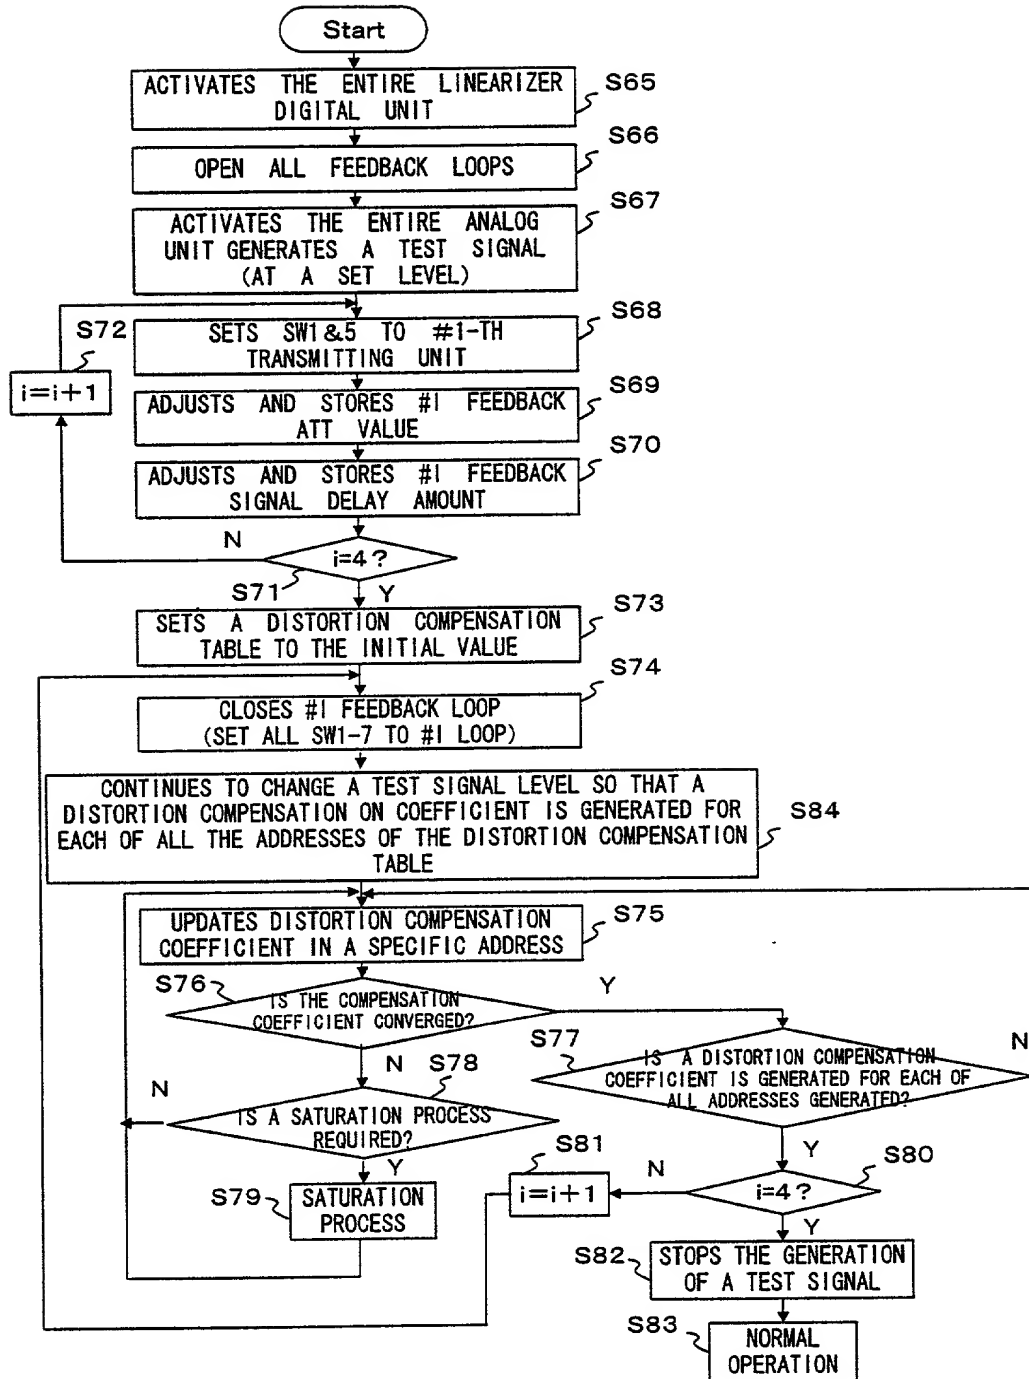 Start
ACTIVATES THE ENTIRE LINEARIZER
DIGITAL UNIT
S65
OPEN ALL FEEDBACK LOOPS
S66
ACTIVATES THE ENTIRE ANALOG
UNIT GENERATES A TEST SIGNAL
(AT A SET LEVEL)
S67
S72
i=i+1
SETS SW1&5 TO #1-TH
TRANSMITTING UNIT
S68
ADJUSTS AND STORES #I FEEDBACK
ATT VALUE
S69
ADJUSTS AND STORES #I FEEDBACK
SIGNAL DELAY AMOUNT
S70
N
i=4?
S71
Y
SETS A DISTORTION COMPENSATION
TABLE TO THE INITIAL VALUE
S73
CLOSES #I FEEDBACK LOOP
(SET ALL SW1-7 TO #I LOOP)
S74
CONTINUES TO CHANGE A TEST SIGNAL LEVEL SO THAT A
DISTORTION COMPENSATION ON COEFFICIENT IS GENERATED FOR
EACH OF ALL THE ADDRESSES OF THE DISTORTION COMPENSATION
TABLE
S84
UPDATES DISTORTION COMPENSATION
COEFFICIENT IN A SPECIFIC ADDRESS
S75
S76
IS THE COMPENSATION
COEFFICIENT CONVERGED?
Y
N
S77
IS A DISTORTION COMPENSATION
COEFFICIENT IS GENERATED FOR EACH OF
ALL ADDRESSES GENERATED?
N
Y
S78
N
IS A SATURATION PROCESS
REQUIRED?
Y
S79
SATURATION
PROCESS
S81
i=i+1
N
S80
i=4?
Y
S82
STOPS THE GENERATION
OF A TEST SIGNAL
S83
NORMAL
OPERATION